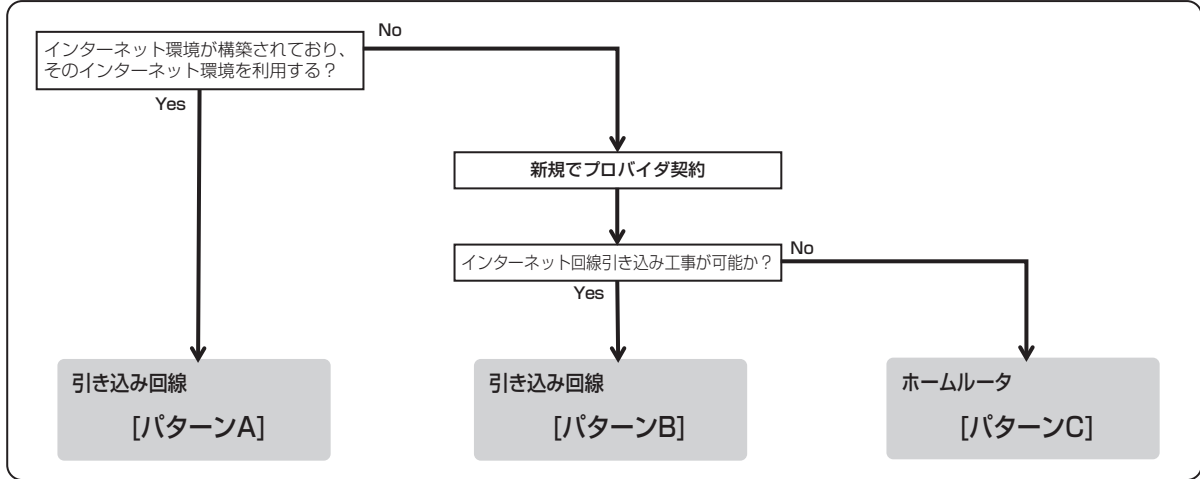 インターネット環境が構築されており、
そのインターネット環境を利用する？
No
Yes
新規でプロバイダ契約
インターネット回線引き込み工事が可能か？
No
Yes
引き込み回線
[パターンA]
引き込み回線
[パターンB]
ホームルータ
[パターンC]